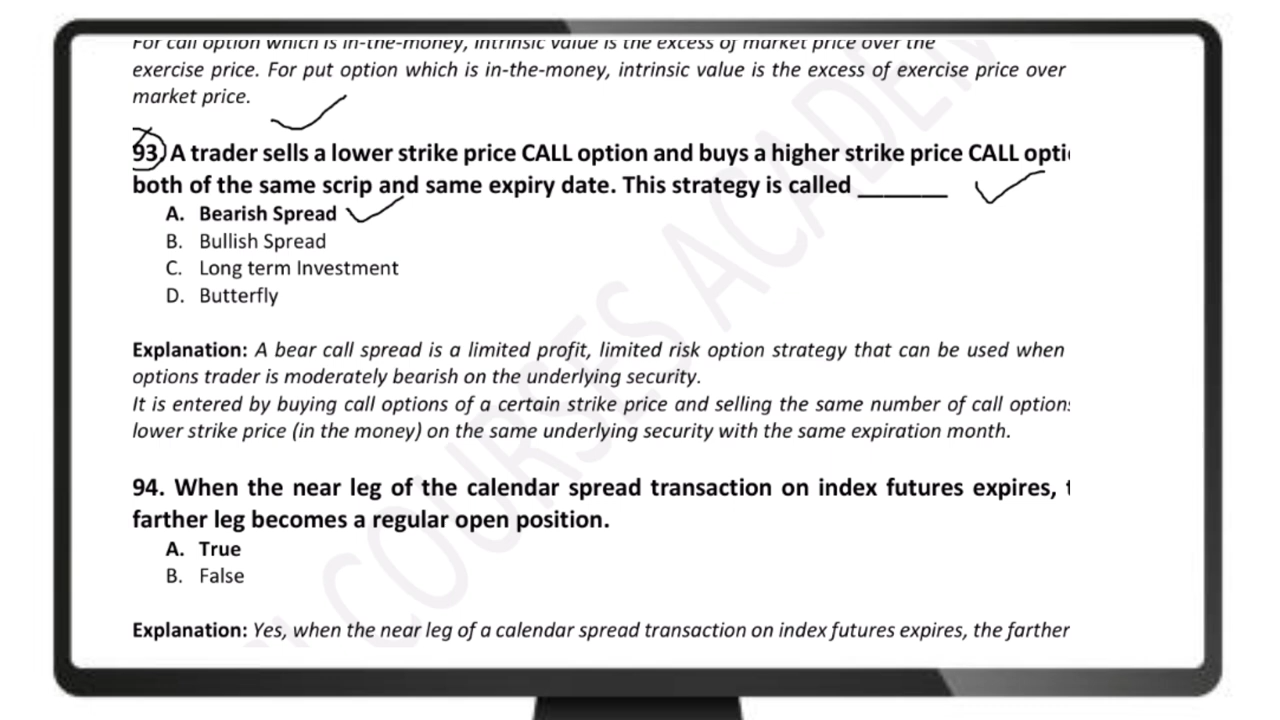 For call option which is in-the-money, intrinsic value is the excess of market price over the
exercise price. For put option which is in-the-money, intrinsic value is the excess of exercise price over
market price.
93. A trader sells a lower strike price CALL option and buys a higher strike price CALL opti
both of the same scrip and same expiry date. This strategy is called _______
A. Bearish Spread
B. Bullish Spread
C. Long term Investment
D. Butterfly
Explanation: A bear call spread is a limited profit, limited risk option strategy that can be used when
options trader is moderately bearish on the underlying security.
It is entered by buying call options of a certain strike price and selling the same number of call options
lower strike price (in the money) on the same underlying security with the same expiration month.
94. When the near leg of the calendar spread transaction on index futures expires, t
farther leg becomes a regular open position.
A. True
B. False
Explanation: Yes, when the near leg of a calendar spread transaction on index futures expires, the farther
COURSES ACADEM